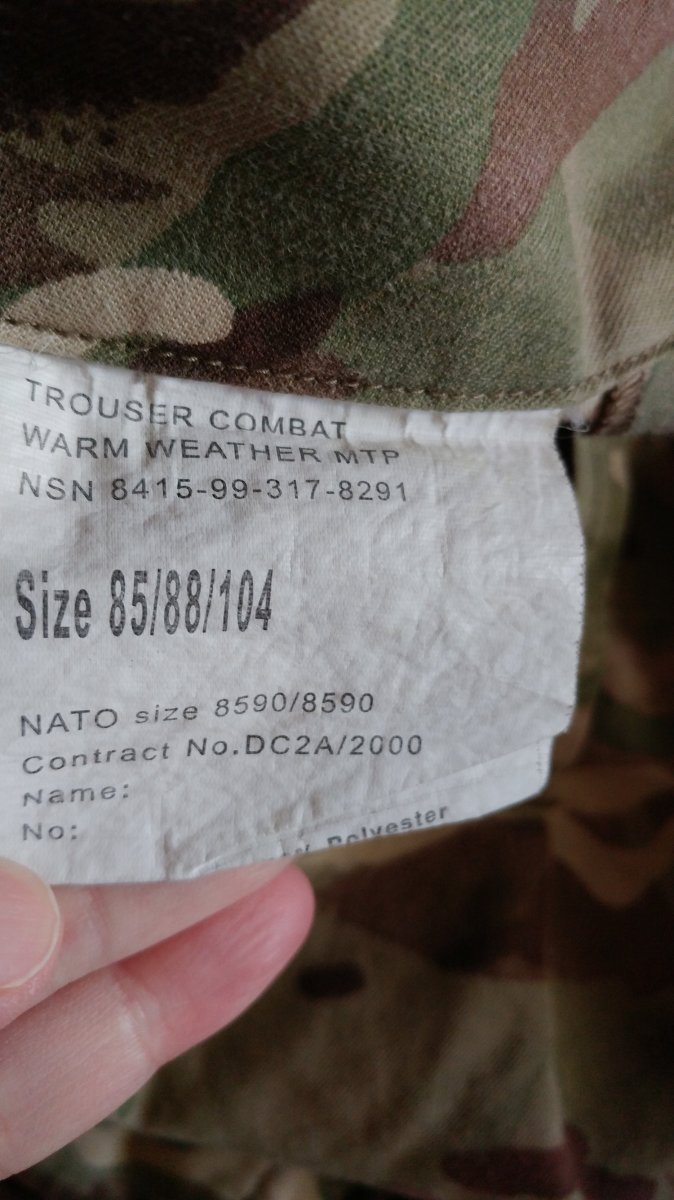 TROUSER COMBAT
WARM WEATHER MTP
NSN 8415-99-317-8291
Size 85/88/104
NATO size 8590/8590
Contract No.DC2A/2000
Name:
No:
Polyester